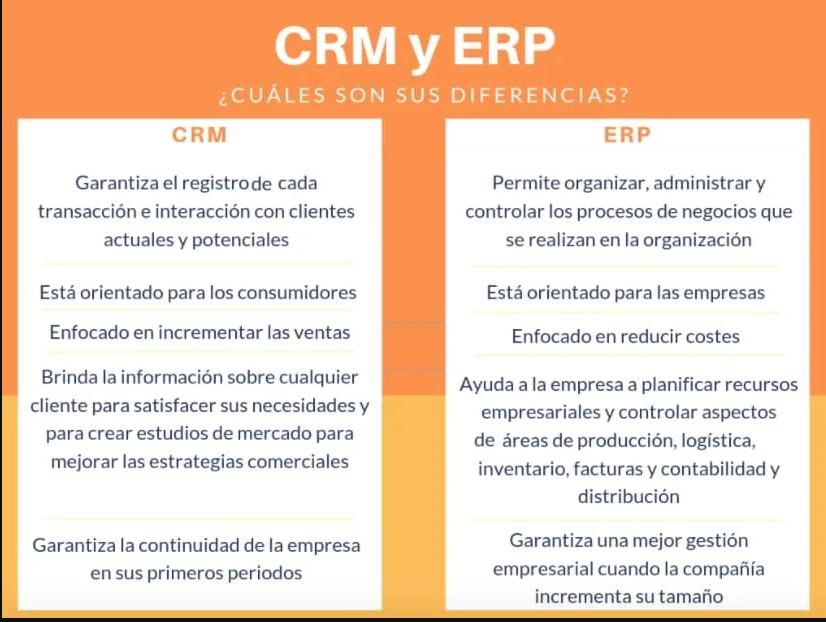 CRM y ERP
¿CUÁLES SON SUS DIFERENCIAS?
CRM
Garantiza el registro de cada
transacción e interacción con clientes
actuales y potenciales
Está orientado para los consumidores
Enfocado en incrementar las ventas
Brinda la información sobre cualquier
cliente para satisfacer sus necesidades y
para crear estudios de mercado para
mejorar las estrategias comerciales
Garantiza la continuidad de la empresa
en sus primeros periodos
ERP
Permite organizar, administrar y
controlar los procesos de negocios que
se realizan en la organización
Está orientado para las empresas
Enfocado en reducir costes
Ayuda a la empresa a planificar recursos
empresariales y controlar aspectos
de áreas de producción, logística,
inventario, facturas y contabilidad y
distribución
Garantiza una mejor gestión
empresarial cuando la compañía
incrementa su tamaño